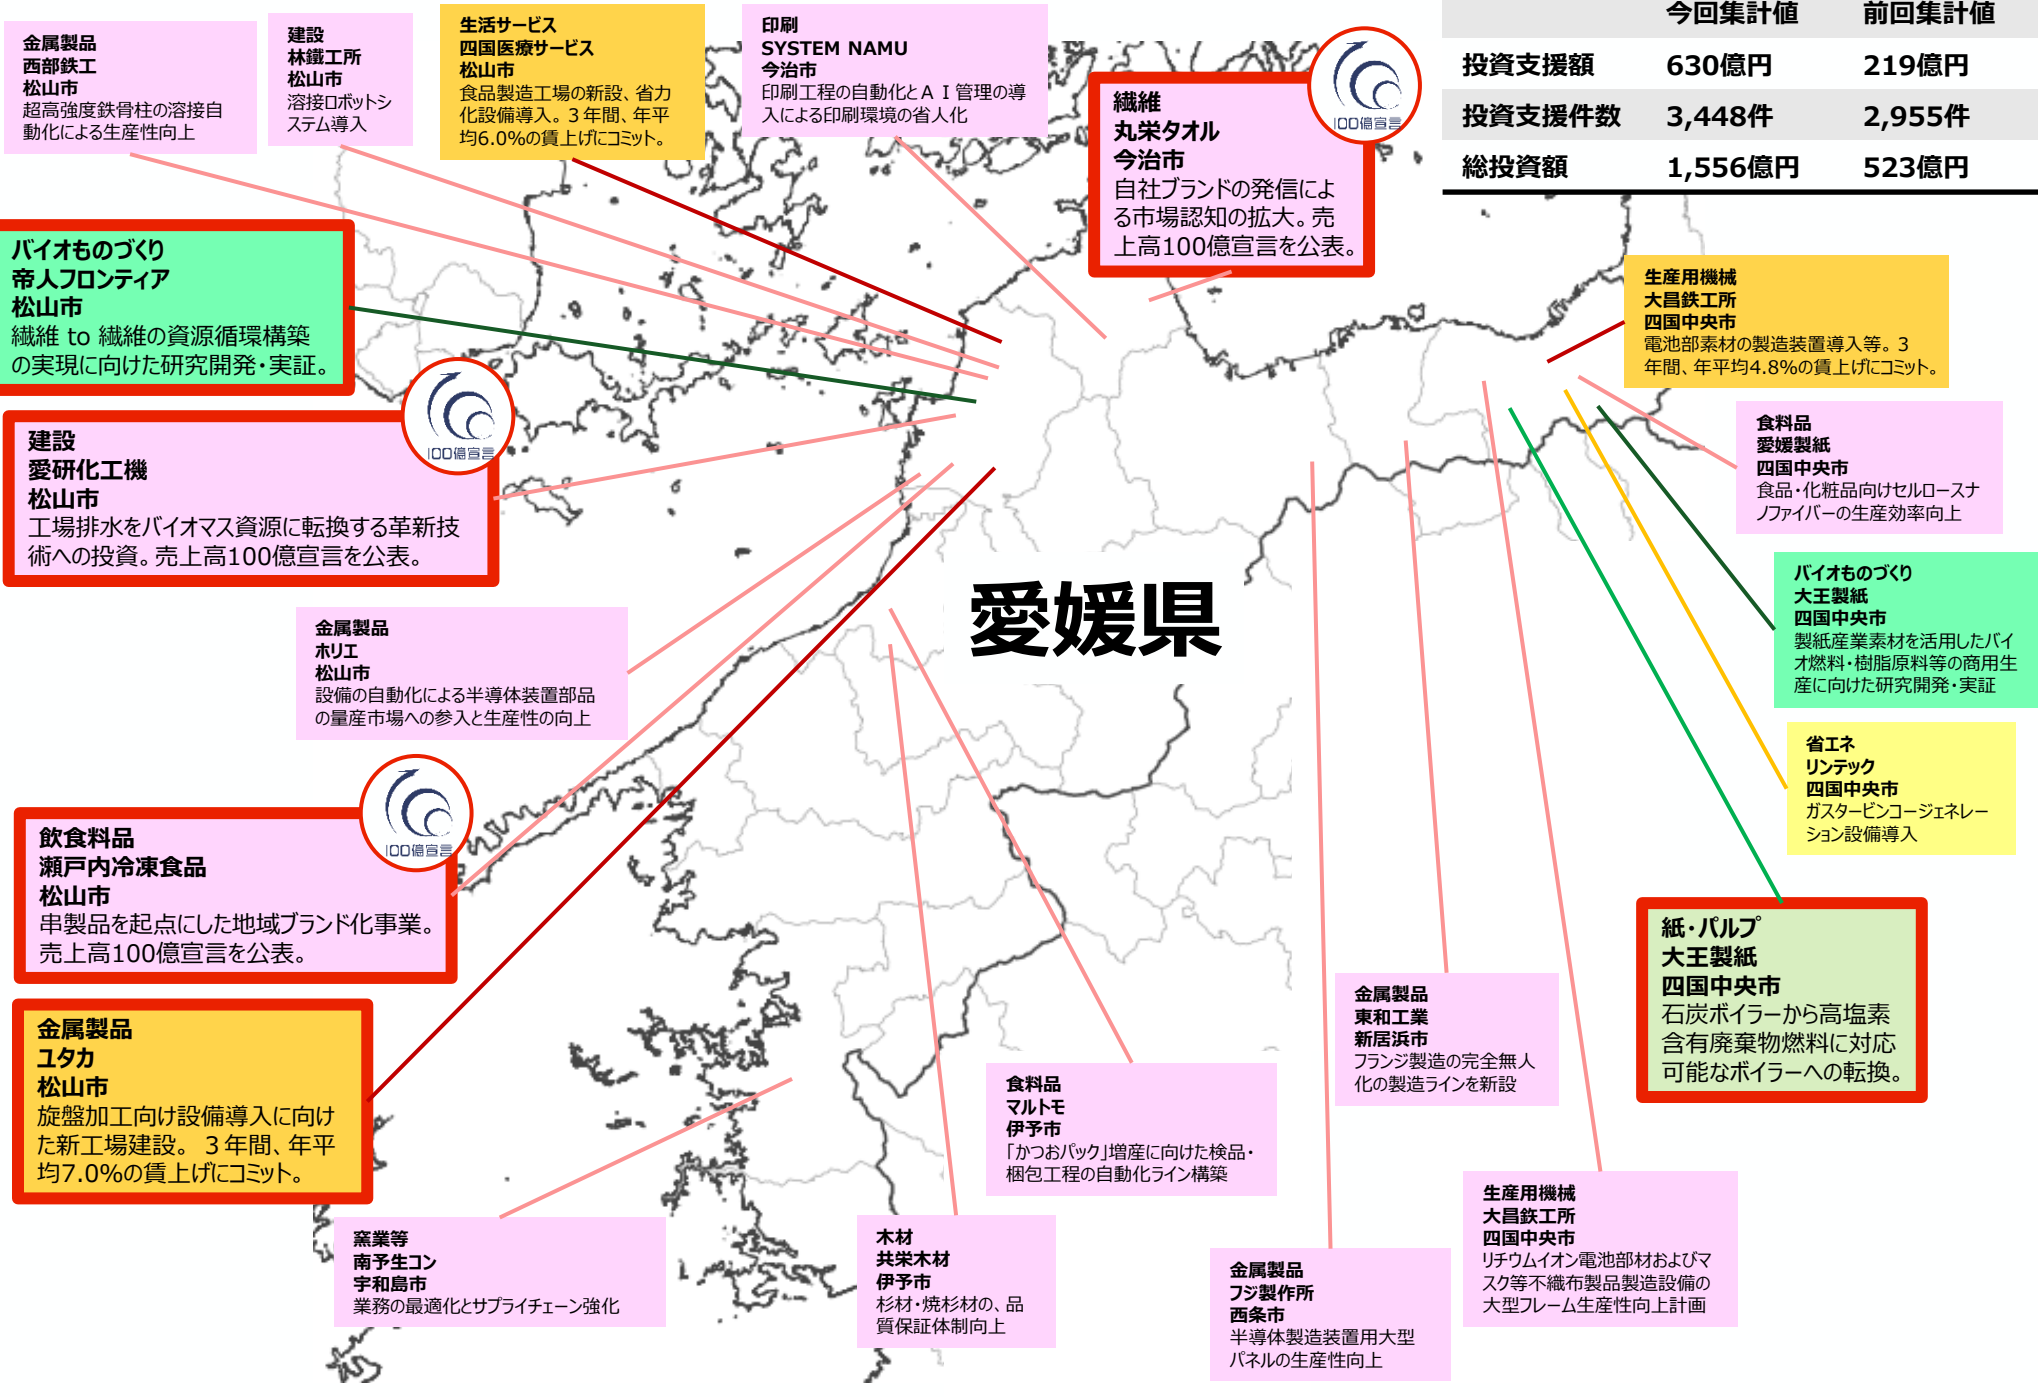 今回集計値 前回集計値
投資支援額 630億円 219億円
投資支援件数 3,448件 2,955件
総投資額 1,556億円 523億円
金属製品
西部鉄工
松山市
超高強度鉄骨柱の溶接自
動化による生産性向上
建設
林鐵工所
松山市
溶接ロボットシ
ステム導入
生活サービス
四国医療サービス
松山市
食品製造工場の新設、省力
化設備導入。3年間、年平
均6.0%の賃上げにコミット。
印刷
SYSTEM NAMU
今治市
印刷工程の自動化とAI管理の導
入による印刷環境の省人化
繊維
丸栄タオル
今治市
自社ブランドの発信によ
る市場認知の拡大。売
上高100億宣言を公表。
100億宣言
バイオものづくり
帝人フロンティア
松山市
繊維 to 繊維の資源循環構築
の実現に向けた研究開発・実証。
生産用機械
大昌鉄工所
四国中央市
電池部素材の製造装置導入等。3
年間、年平均4.8%の賃上げにコミット。
建設
愛研化工機
松山市
工場排水をバイオマス資源に転換する革新技
術への投資。売上高100億宣言を公表。
100億宣言
食料品
愛媛製紙
四国中央市
食品・化粧品向けセルロースナ
ノファイバーの生産効率向上
愛媛県
バイオものづくり
大王製紙
四国中央市
製紙産業素材を活用したバイ
オ燃料・樹脂原料等の商用生
産に向けた研究開発・実証
金属製品
ホリエ
松山市
設備の自動化による半導体装置部品
の量産市場への参入と生産性の向上
省エネ
リンテック
四国中央市
ガスタービンコージェネレー
ション設備導入
飲食料品
瀬戸内冷凍食品
松山市
串製品を起点にした地域ブランド化事業。
売上高100億宣言を公表。
100億宣言
紙・パルプ
大王製紙
四国中央市
石炭ボイラーから高塩素
含有廃棄物燃料に対応
可能なボイラーへの転換。
金属製品
ユタカ
松山市
旋盤加工向け設備導入に向け
た新工場建設。3年間、年平
均7.0%の賃上げにコミット。
金属製品
東和工業
新居浜市
フランジ製造の完全無人
化の製造ラインを新設
食料品
マルトモ
伊予市
「かつおパック」増産に向けた検品・
梱包工程の自動化ライン構築
生産用機械
大昌鉄工所
四国中央市
リチウムイオン電池部材およびマ
スク等不織布製品製造設備の
大型フレーム生産性向上計画
窯業等
南予生コン
宇和島市
業務の最適化とサプライチェーン強化
木材
共栄木材
伊予市
杉材・焼杉材の、品
質保証体制向上
金属製品
フジ製作所
西条市
半導体製造装置用大型
パネルの生産性向上